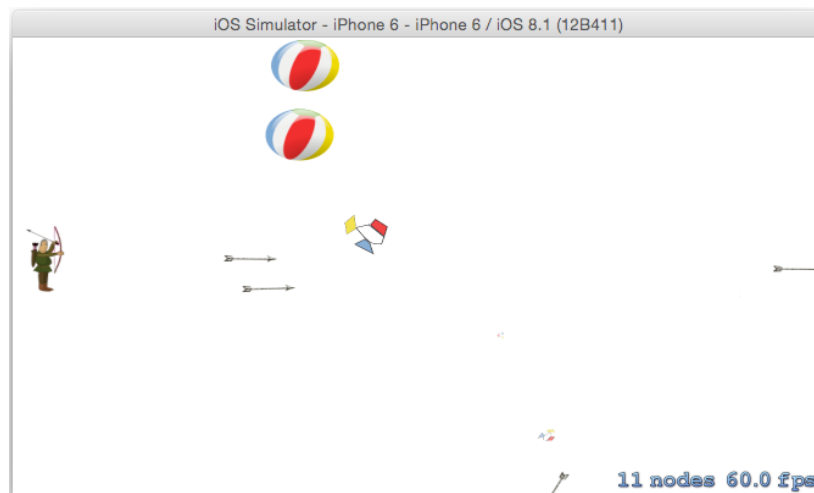 iOS Simulator - iPhone 6 - iPhone 6 / iOS 8.1 (12B411)
11 nodes 60.0 fps